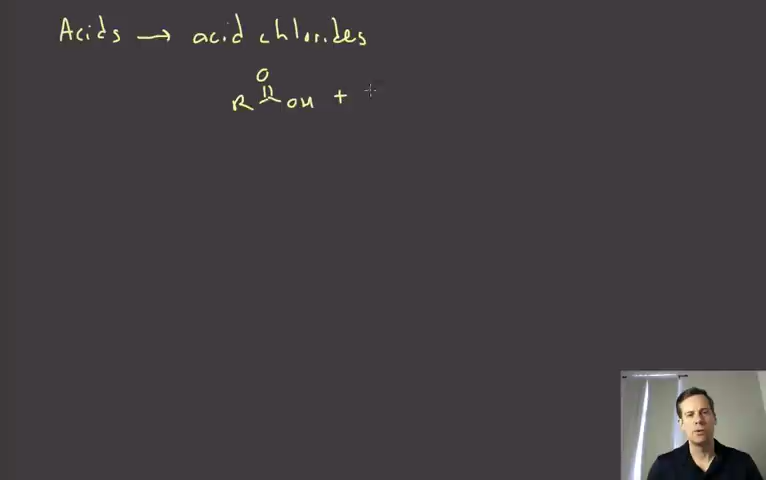 Acids → acid chlorides
O
R OH +